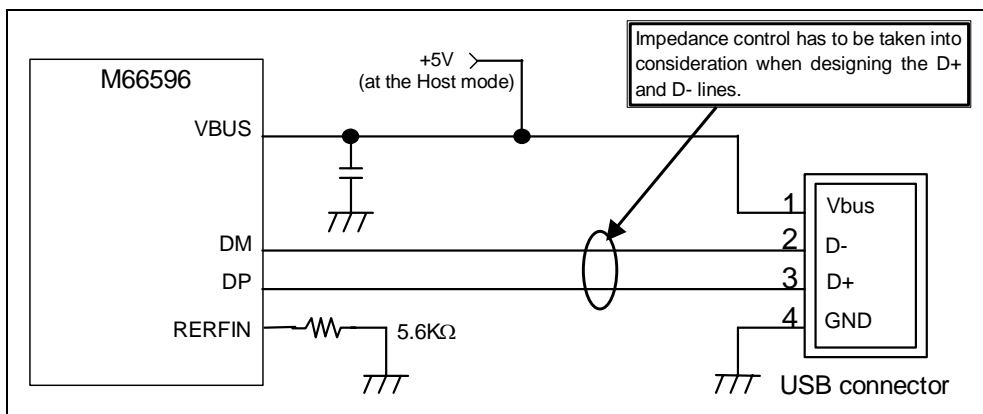 M66596
+5V
(at the Host mode)
Impedance control has to be taken into
consideration when designing the D+
and D- lines.
VBUS
DM
DP
RERFIN
5.6KΩ
1 Vbus
2 D-
3 D+
4 GND
USB connector